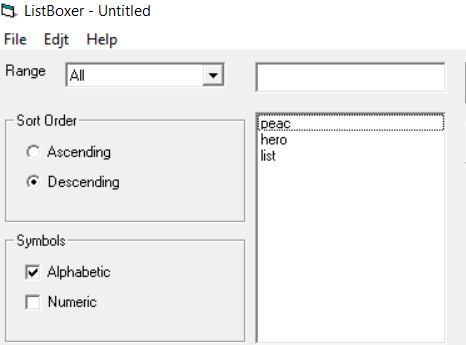 ListBoxer - Untitled
File Edjt Help
Range All
Sort Order
Ascending
Descending
Symbols
Alphabetic
Numeric
peac
hero
list